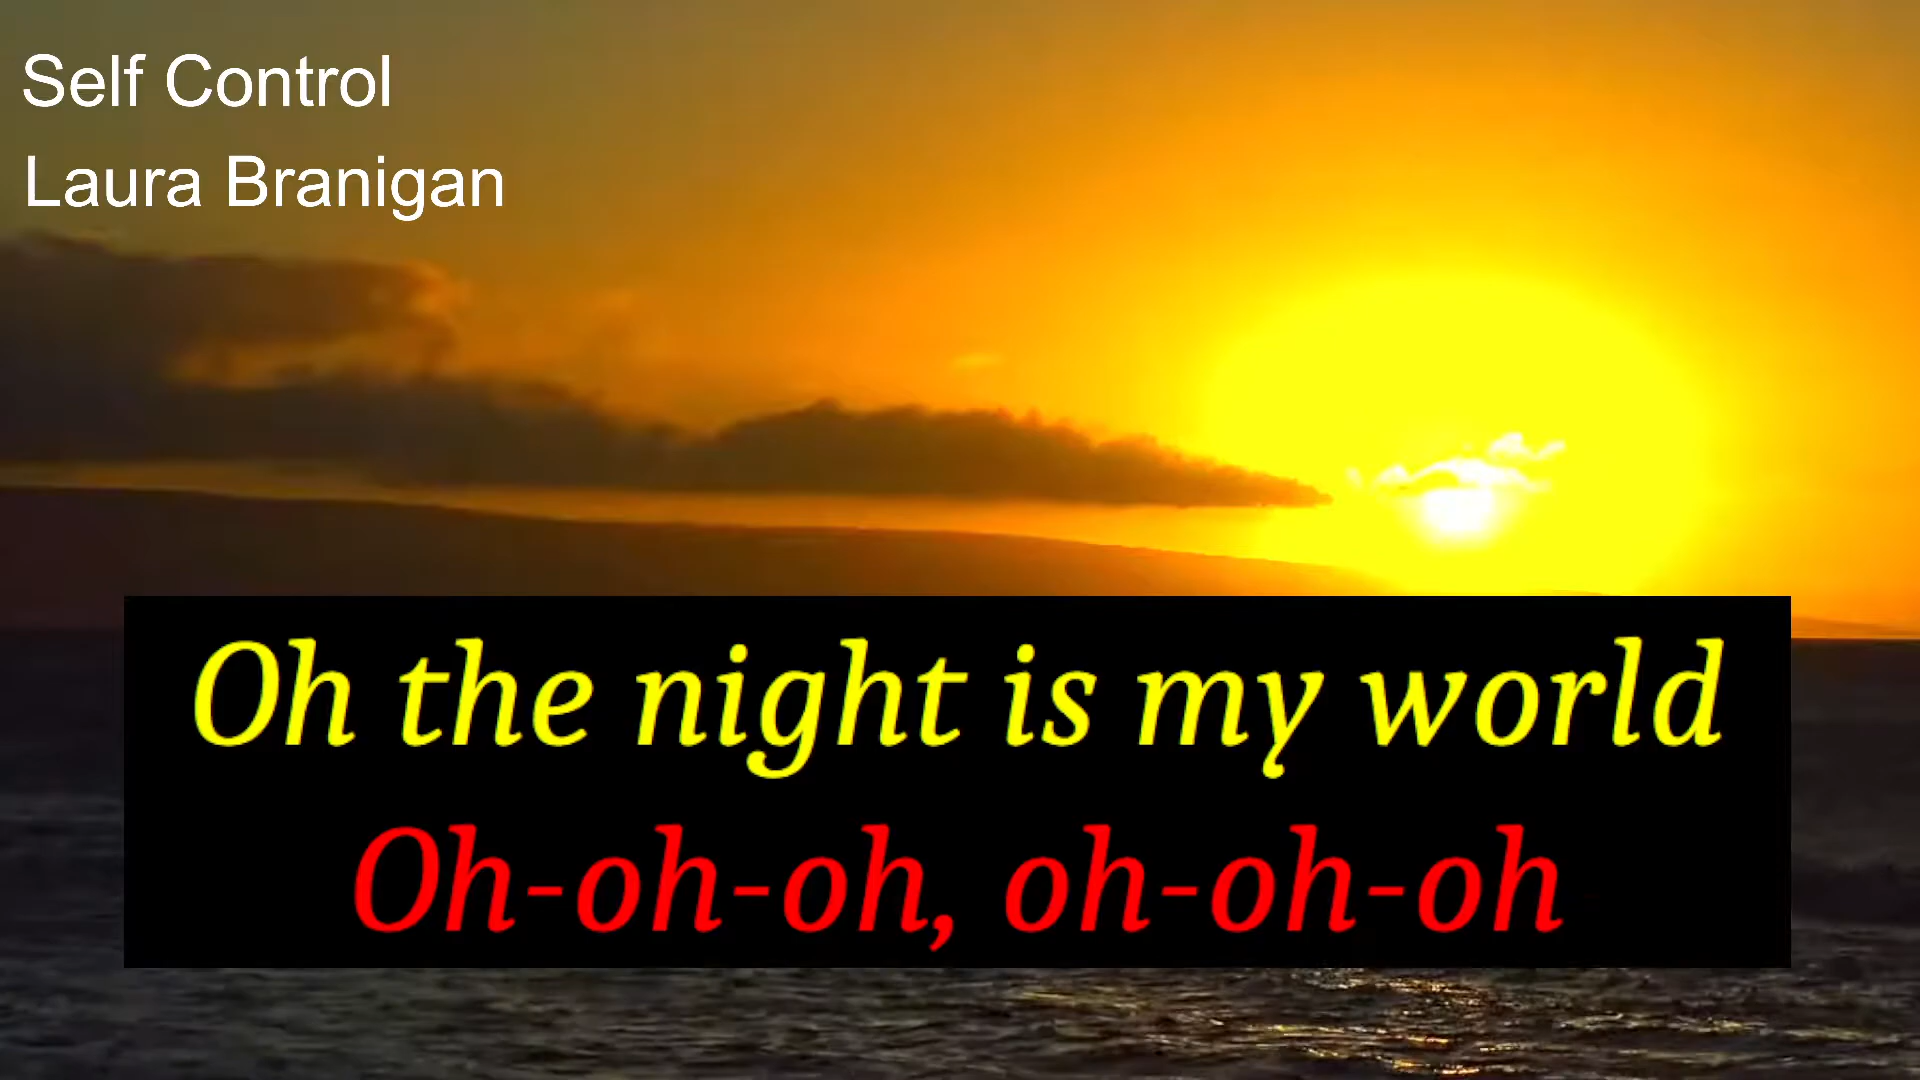 Self Control
Laura Branigan
Oh the night is my world
Oh-oh-oh, oh-oh-oh